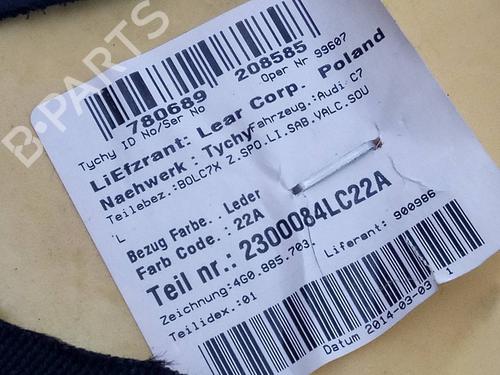 780689 208585
Tychy ID No/Ser No Oper Nr 99607
LiEfzrant: Lear Corp. Poland
Naehwerk : Tychy Fahrzeug.:Audi C7
Teilebez.:BOLC7X Z.SPO.LI.SAB.VALC.SOU
'L
Bezug Farbe. . Leder
Farb Code.: 22A
Teil nr.: 2300084LC22A
Zeichnung:4G0.885.703.
Liferant: 900986
Teilidex.:01
Datum 2014-03-03 1
B-PARTS